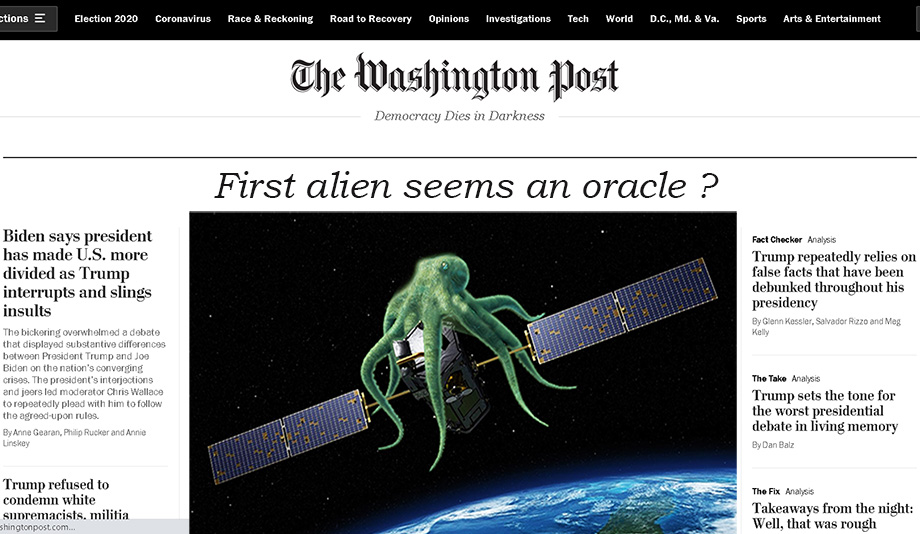 ctions
Election 2020 Coronavirus Race & Reckoning Road to Recovery Opinions Investigations Tech World D.C., Md. & Va. Sports Arts & Entertainment
The Washington Post
Democracy Dies in Darkness
First alien seems an oracle ?
Biden says president
has made U.S. more
divided as Trump
interrupts and slings
insults
The bickering overwhelmed a debate
that displayed substantive differences
between President Trump and Joe
Biden on the nation's converging
crises. The president's interjections
and jeers led moderator Chris Wallace
to repeatedly plead with him to follow
the agreed-upon rules.
By Anne Gearan, Philip Rucker and Annie
Linskey
Trump refused to
condemn white
supremacists, militia
shingtonpost.com...
Fact Checker Analysis
Trump repeatedly relies on
false facts that have been
debunked throughout his
presidency
By Glenn Kessler, Salvador Rizzo and Meg
Kelly
The Take Analysis
Trump sets the tone for
the worst presidential
debate in living memory
By Dan Balz
The Fix Analysis
Takeaways from the night:
Well, that was rough